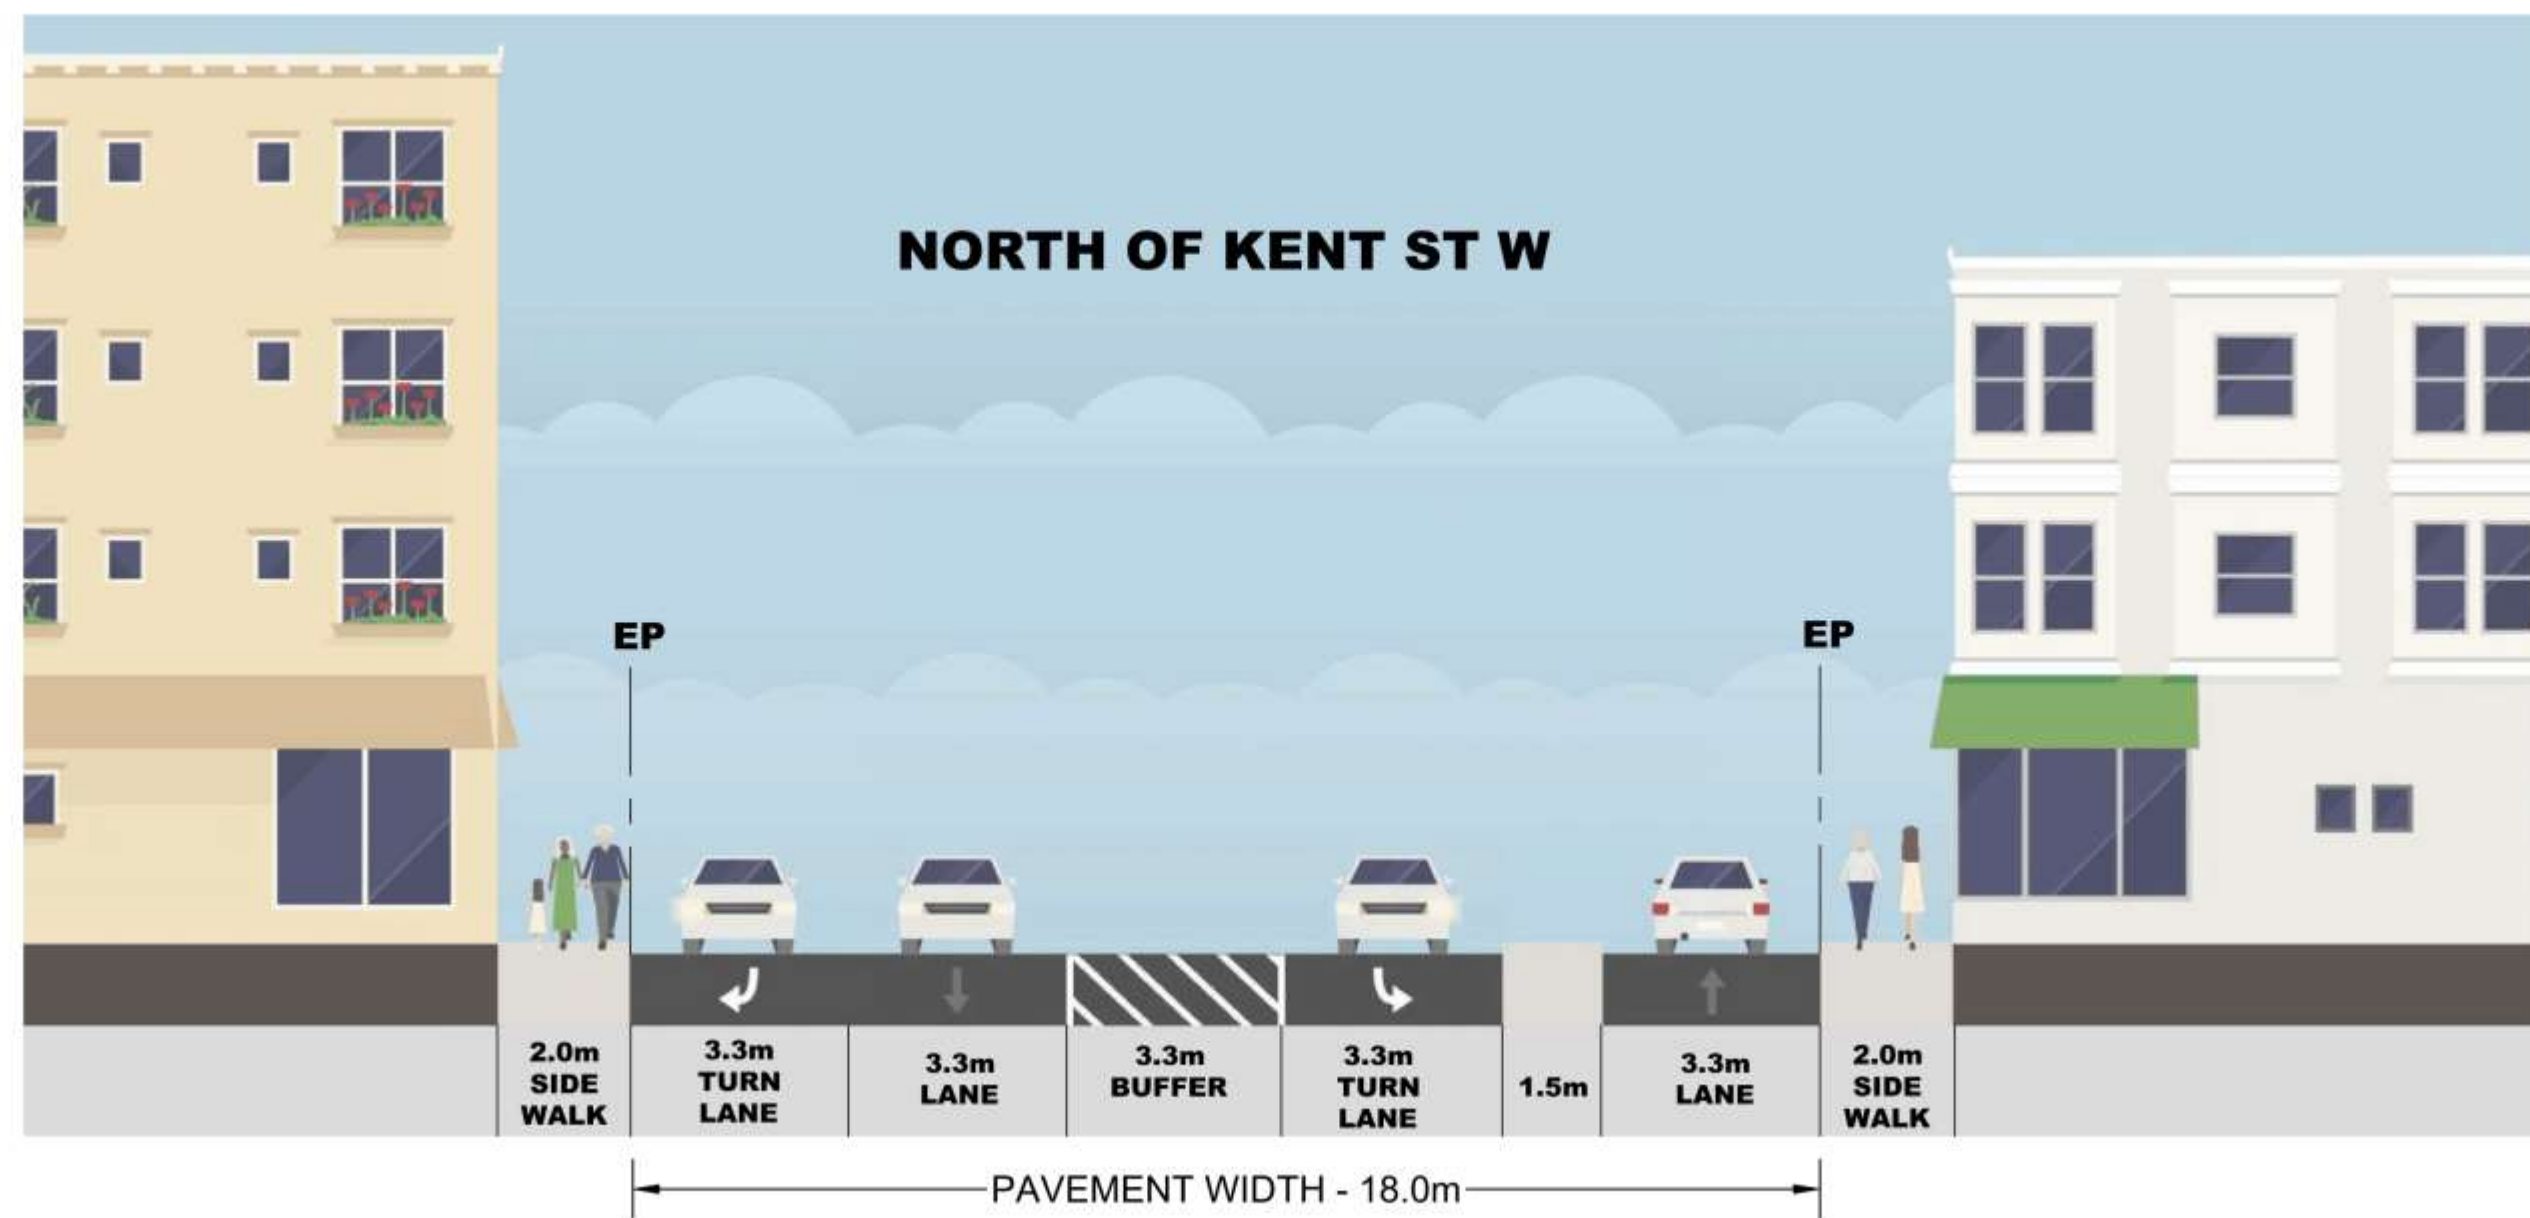 NORTH OF KENT ST W
EP
EP
2.0m
SIDE
WALK
3.3m
TURN
LANE
3.3m
LANE
3.3m
BUFFER
3.3m
TURN
LANE
1.5m
3.3m
LANE
2.0m
SIDE
WALK
PAVEMENT WIDTH - 18.0m